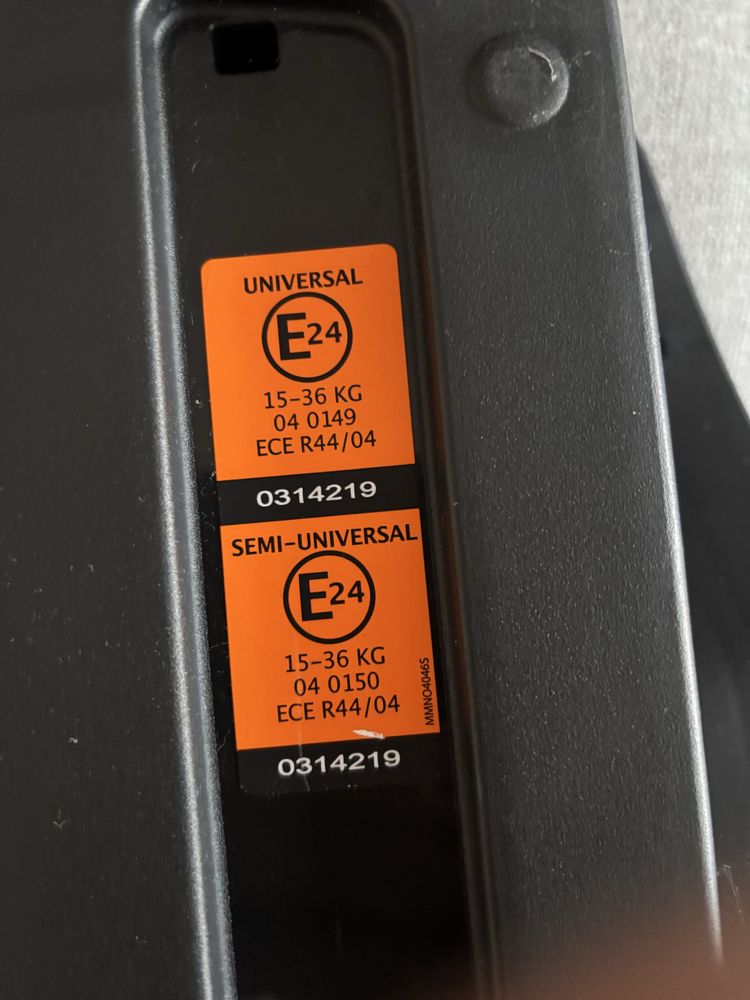 UNIVERSAL
E24
15-36 KG
04 0149
ECE R44/04
0314219
SEMI-UNIVERSAL
E24
15-36 KG
04 0150
ECE R44/04
MMNO4046S
0314219